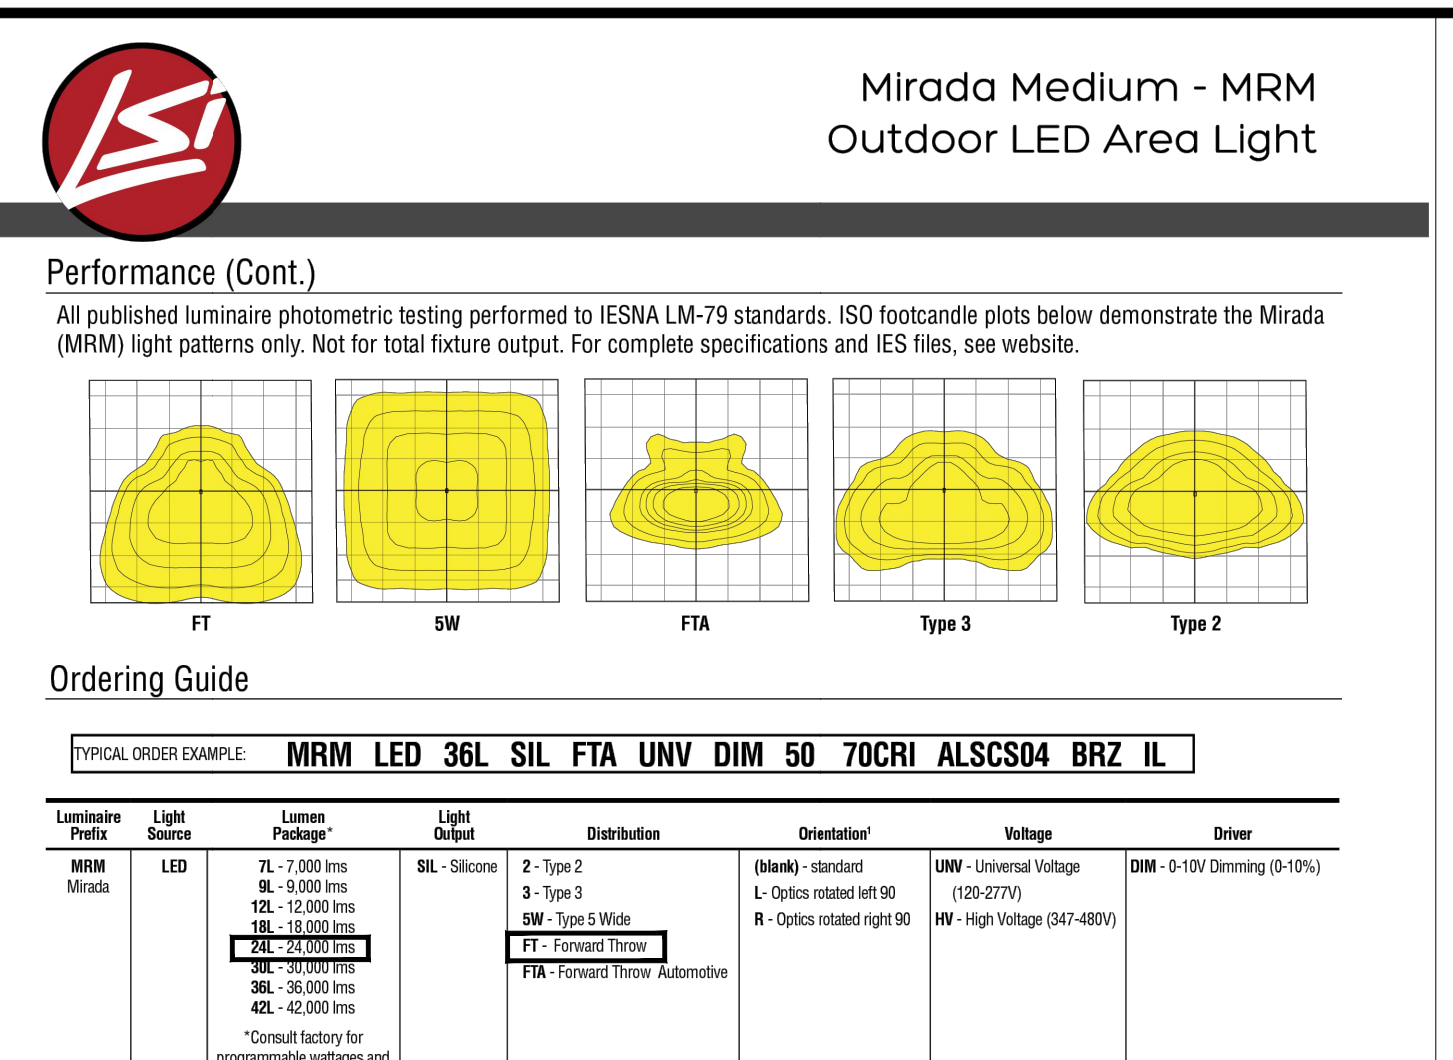 LSi
Mirada Medium - MRM
Outdoor LED Area Light
Performance (Cont.)
All published luminaire photometric testing performed to IESNA LM-79 standards. ISO footcandle plots below demonstrate the Mirada
(MRM) light patterns only. Not for total fixture output. For complete specifications and IES files, see website.
FT 5W FTA Type 3 Type 2
Ordering Guide
TYPICAL ORDER EXAMPLE: MRM LED 36L SIL FTA UNV DIM 50 70CRI ALSCS04 BRZ IL
Luminaire Prefix
Light Source
Lumen Package*
Light Output
Distribution
Orientation¹
Voltage
Driver
MRM
Mirada
LED
7L - 7,000 lms
9L - 9,000 lms
12L - 12,000 lms
18L - 18,000 lms
24L - 24,000 lms
30L - 30,000 lms
36L - 36,000 lms
42L - 42,000 lms
*Consult factory for
programmable wattages and
SIL - Silicone
2 - Type 2
3 - Type 3
5W - Type 5 Wide
FT - Forward Throw
FTA - Forward Throw Automotive
(blank) - standard
L- Optics rotated left 90
R - Optics rotated right 90
UNV - Universal Voltage
(120-277V)
HV - High Voltage (347-480V)
DIM - 0-10V Dimming (0-10%)